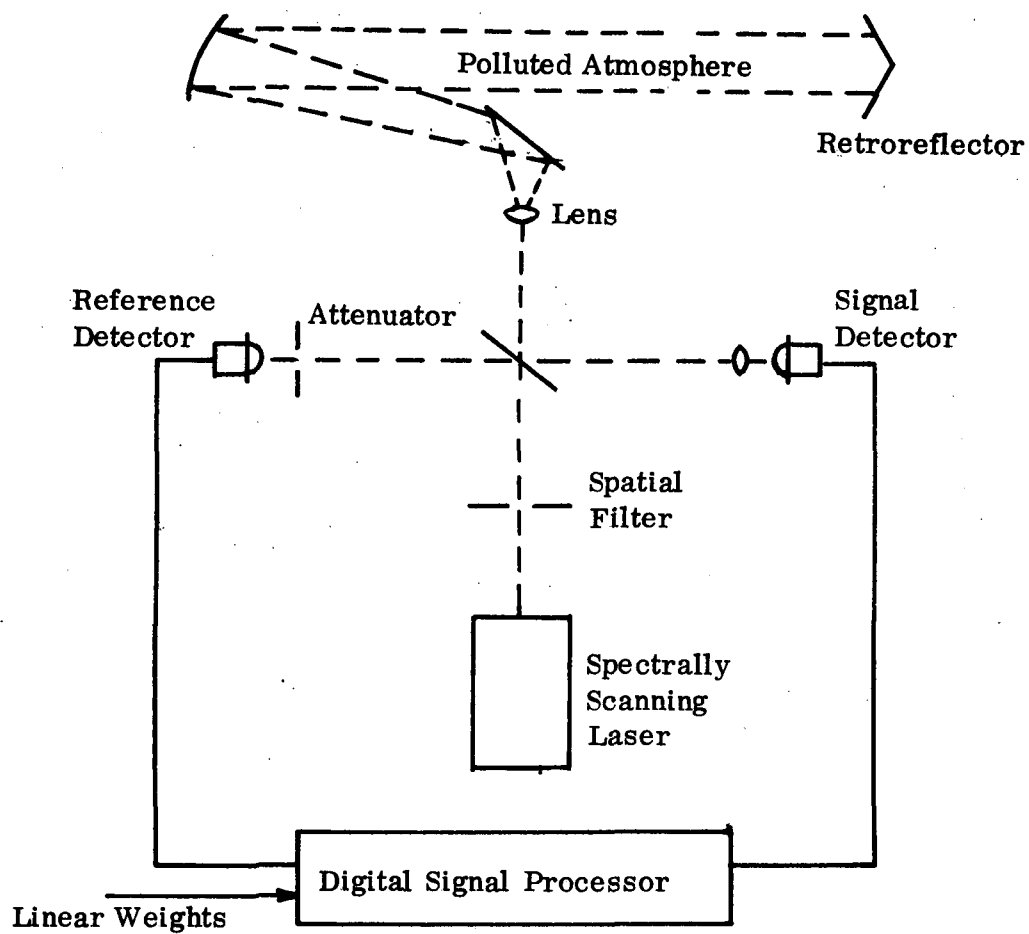 Polluted Atmosphere
Retroreflector
Lens
Reference
Detector
Attenuator
Signal
Detector
Spatial
Filter
Spectrally
Scanning
Laser
Digital Signal Processor
Linear Weights